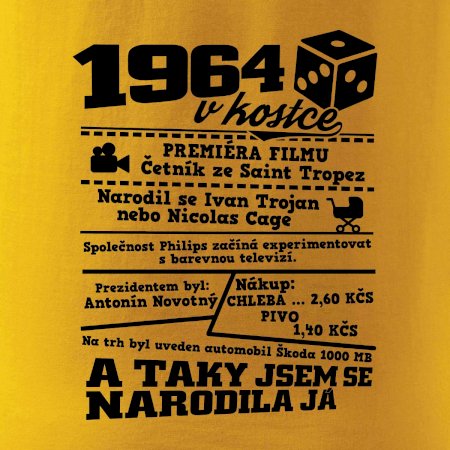 1964
v kostce
PREMIÉRA FILMU
Četník ze Saint Tropez
Narodil se Ivan Trojan
nebo Nicolas Cage
Společnost Philips začíná experimentovat
s barevnou televizí.
Prezidentem byl:
Antonín Novotný
Nákup:
CHLEBA ... 2,60 KČS
PIVO
1,40 KČS
Na trh byl uveden automobil Škoda 1000 MB
A TAKY JSEM SE
NARODILA JÁ